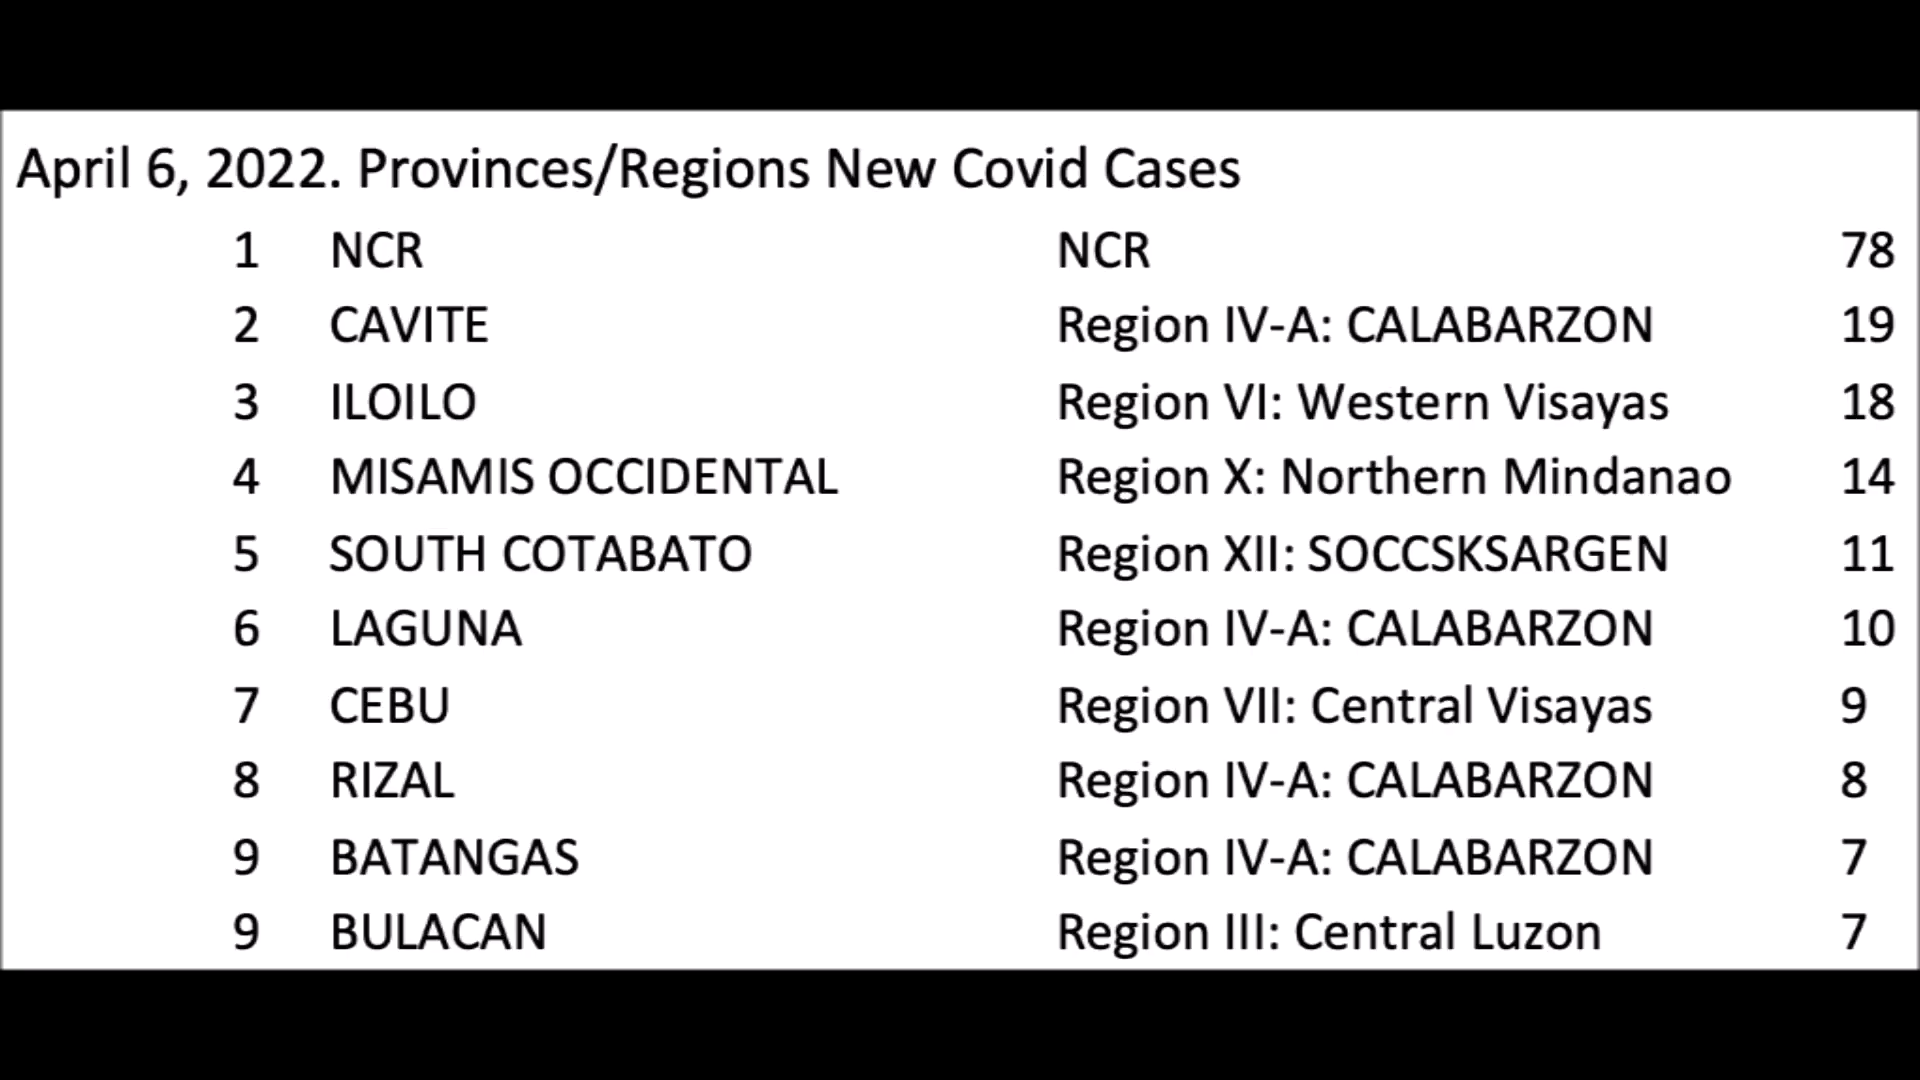 April 6, 2022. Provinces/Regions New Covid Cases
1 NCR NCR 78
2 CAVITE Region IV-A: CALABARZON 19
3 ILOILO Region VI: Western Visayas 18
4 MISAMIS OCCIDENTAL Region X: Northern Mindanao 14
5 SOUTH COTABATO Region XII: SOCCSKSARGEN 11
6 LAGUNA Region IV-A: CALABARZON 10
7 CEBU Region VII: Central Visayas 9
8 RIZAL Region IV-A: CALABARZON 8
9 BATANGAS Region IV-A: CALABARZON 7
9 BULACAN Region III: Central Luzon 7